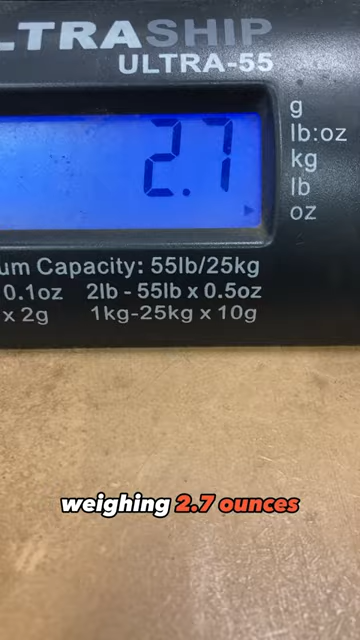 LTRASHIP
ULTRA-55
2.7
g
lb:oz
kg
lb
oz
um Capacity: 55lb/25kg
0.1oz 2lb - 55lb x 0.5oz
x 2g 1kg-25kg x 10g
weighing 2.7 ounces